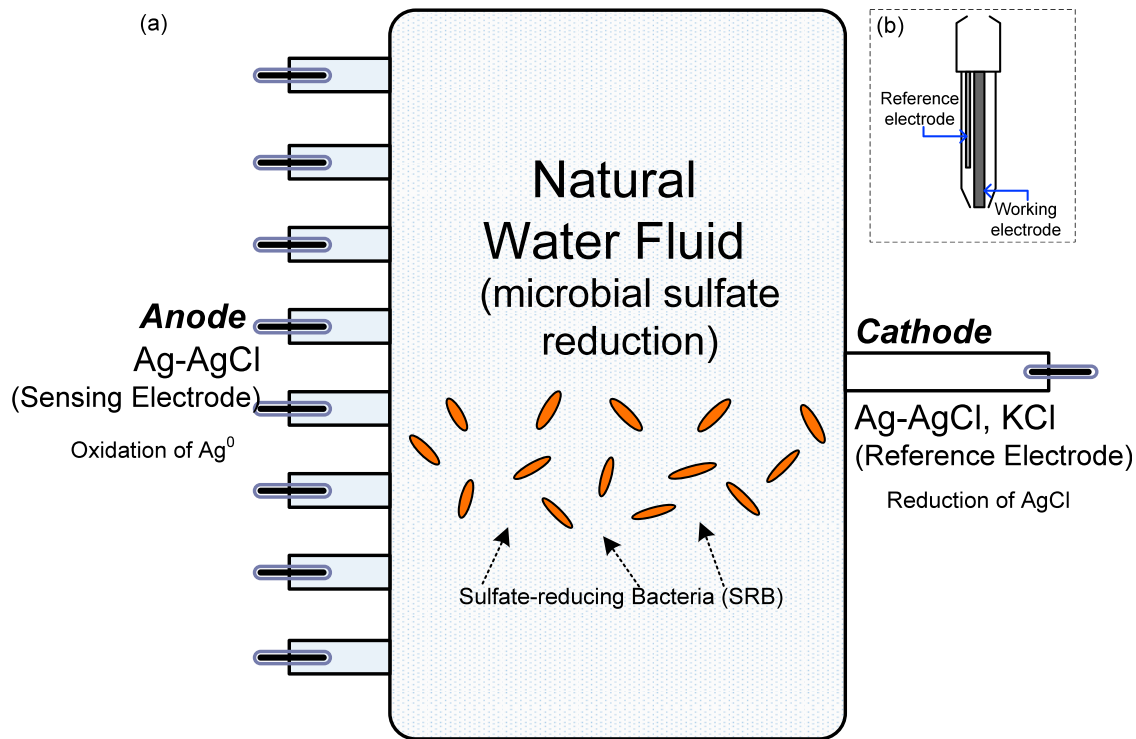 (a)
Anode
Ag-AgCl
(Sensing Electrode)
Oxidation of Ag⁰
Natural
Water Fluid
(microbial sulfate
reduction)
Sulfate-reducing Bacteria (SRB)
(b)
Reference
electrode
Working
electrode
Cathode
Ag-AgCl, KCl
(Reference Electrode)
Reduction of AgCl